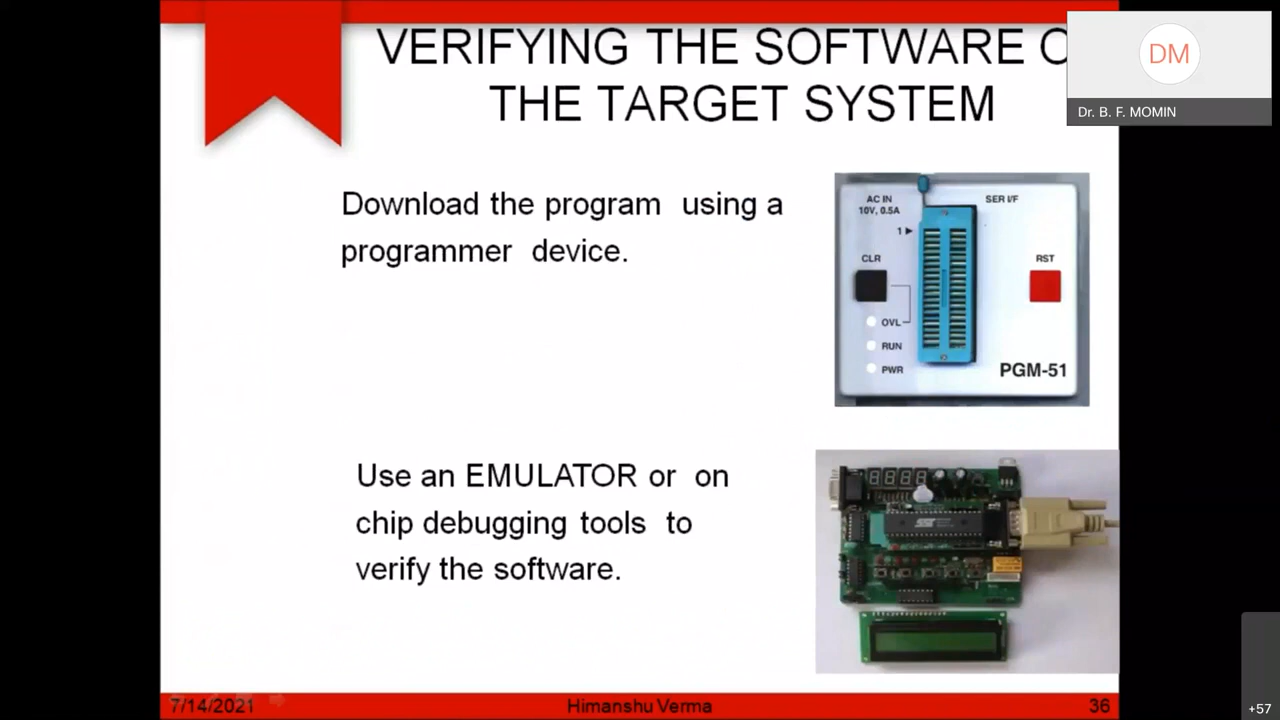 VERIFYING THE SOFTWARE
THE TARGET SYSTEM
DM
Dr. B. F. MOMIN
Download the program using a
programmer device.
AC IN
10V, 0.5A
SER I/F
1
CLR
RST
OVL
RUN
PWR
PGM-51
Use an EMULATOR or on
chip debugging tools to
verify the software.
7/14/2021
Himanshu Verma
36
+57